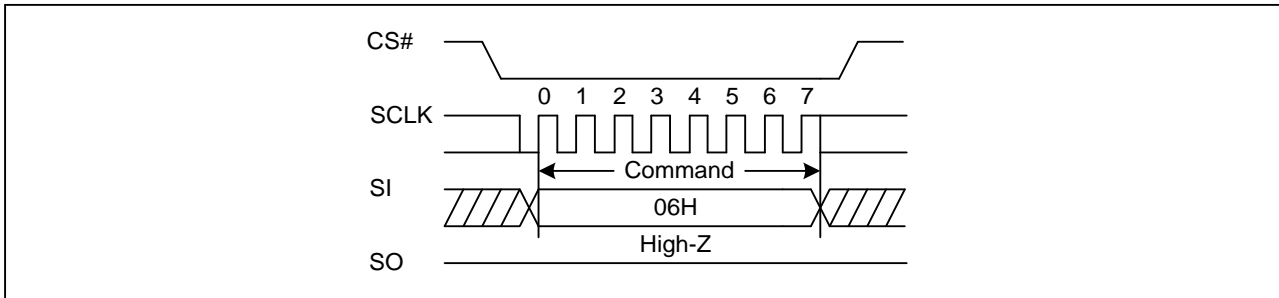 CS#
0 1 2 3 4 5 6 7
SCLK
Command
SI
06H
High-Z
SO